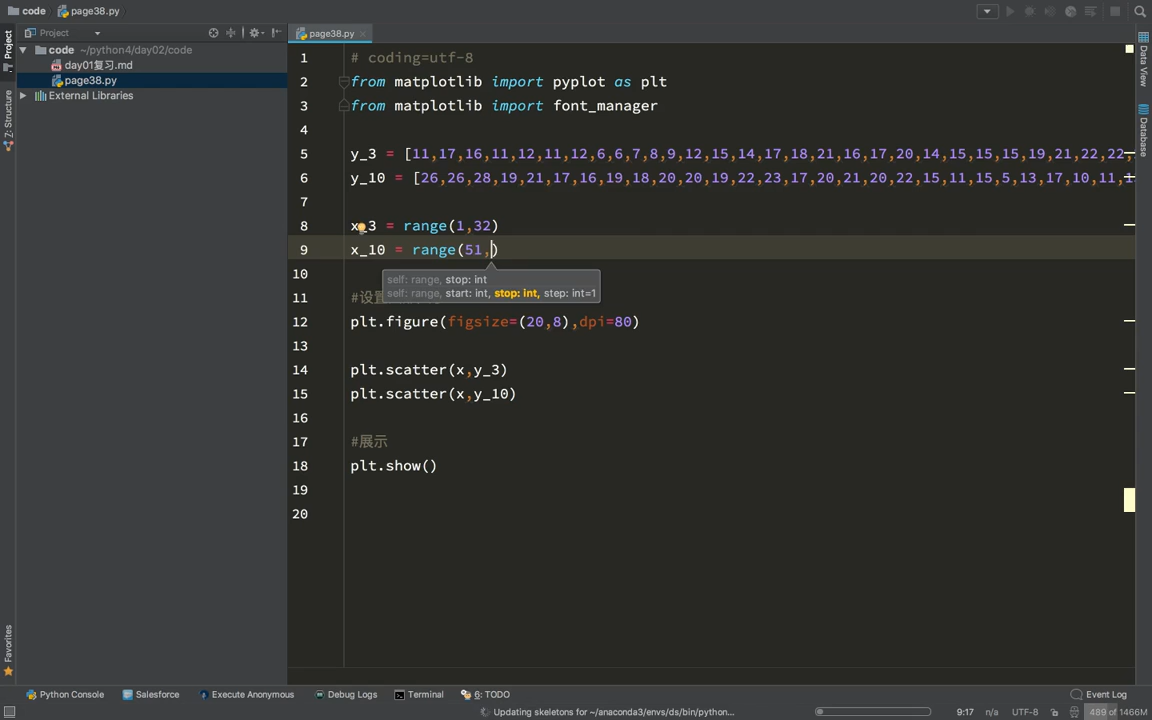 code
page38.py
Project
page38.py
Project
code ~/python4/day02/code
day01复习.md
page38.py
External Libraries
Z: Structure
Favorites
1 # coding=utf-8
2 from matplotlib import pyplot as plt
3 from matplotlib import font_manager
4
5 y_3 = [11,17,16,11,12,11,12,6,6,7,8,9,12,15,14,17,18,21,16,17,20,14,15,15,15,19,21,22,22,
6 y_10 = [26,26,28,19,21,17,16,19,18,20,20,19,22,23,17,20,21,20,22,15,11,15,5,13,17,10,11,1
7
8 x_3 = range(1,32)
9 x_10 = range(51,)
10
self: range, stop: int
self: range, start: int, stop: int, step: int=1
11 #设置
12 plt.figure(figsize=(20,8),dpi=80)
13
14 plt.scatter(x,y_3)
15 plt.scatter(x,y_10)
16
17 #展示
18 plt.show()
19
20
Data View
Database
Python Console
Salesforce
Execute Anonymous
Debug Logs
Terminal
6: TODO
Event Log
Updating skeletons for ~/anaconda3/envs/ds/bin/python...
9:17 n/a UTF-8 489 of 1466M